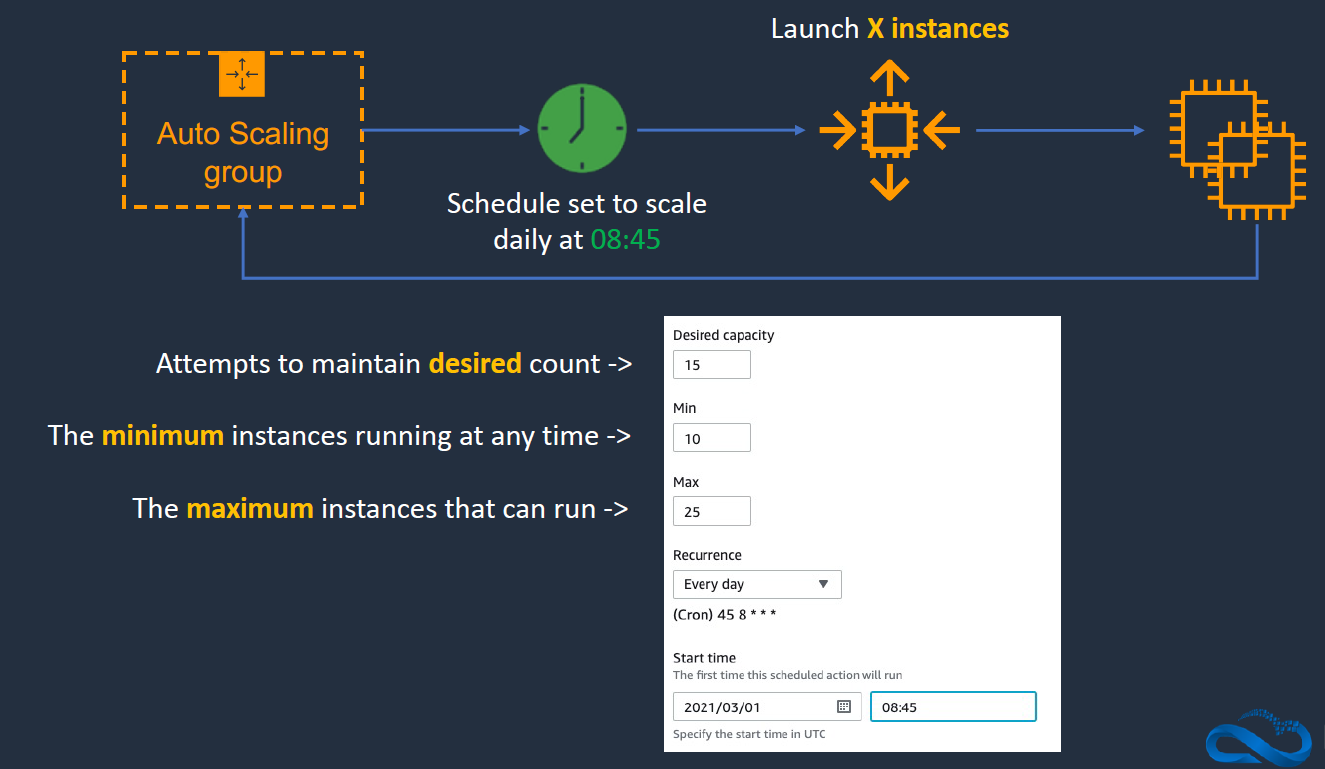 Launch X instances
Auto Scaling
group
Schedule set to scale
daily at 08:45
Attempts to maintain desired count ->
The minimum instances running at any time ->
The maximum instances that can run ->
Desired capacity
15
Min
10
Max
25
Recurrence
Every day
(Cron) 45 8 * * *
Start time
The first time this scheduled action will run
2021/03/01
08:45
Specify the start time in UTC